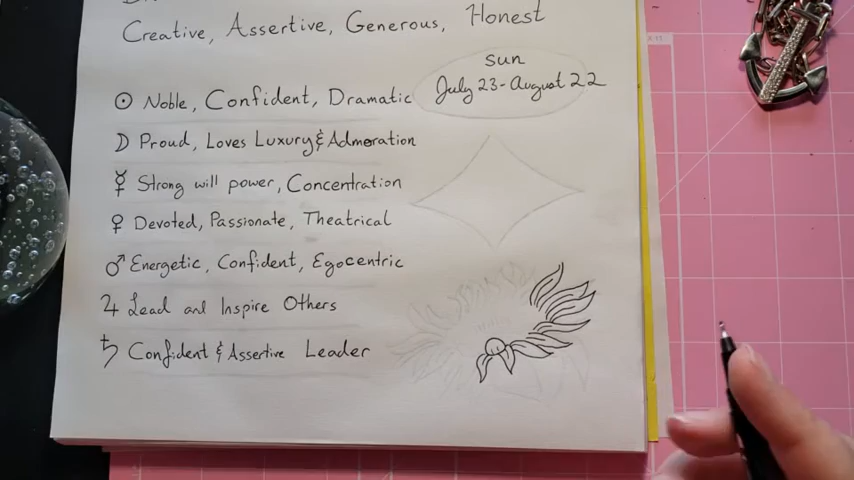 Creative, Assertive, Generous, Honest
sun
July 23-August 22
☉ Noble, Confident, Dramatic
☽ Proud, Loves Luxury & Admoration
☿ Strong will power, Concentration
♀ Devoted, Passionate, Theatrical
♂ Energetic, Confident, Egocentric
♃ Lead and Inspire Others
♄ Confident & Assertive Leader